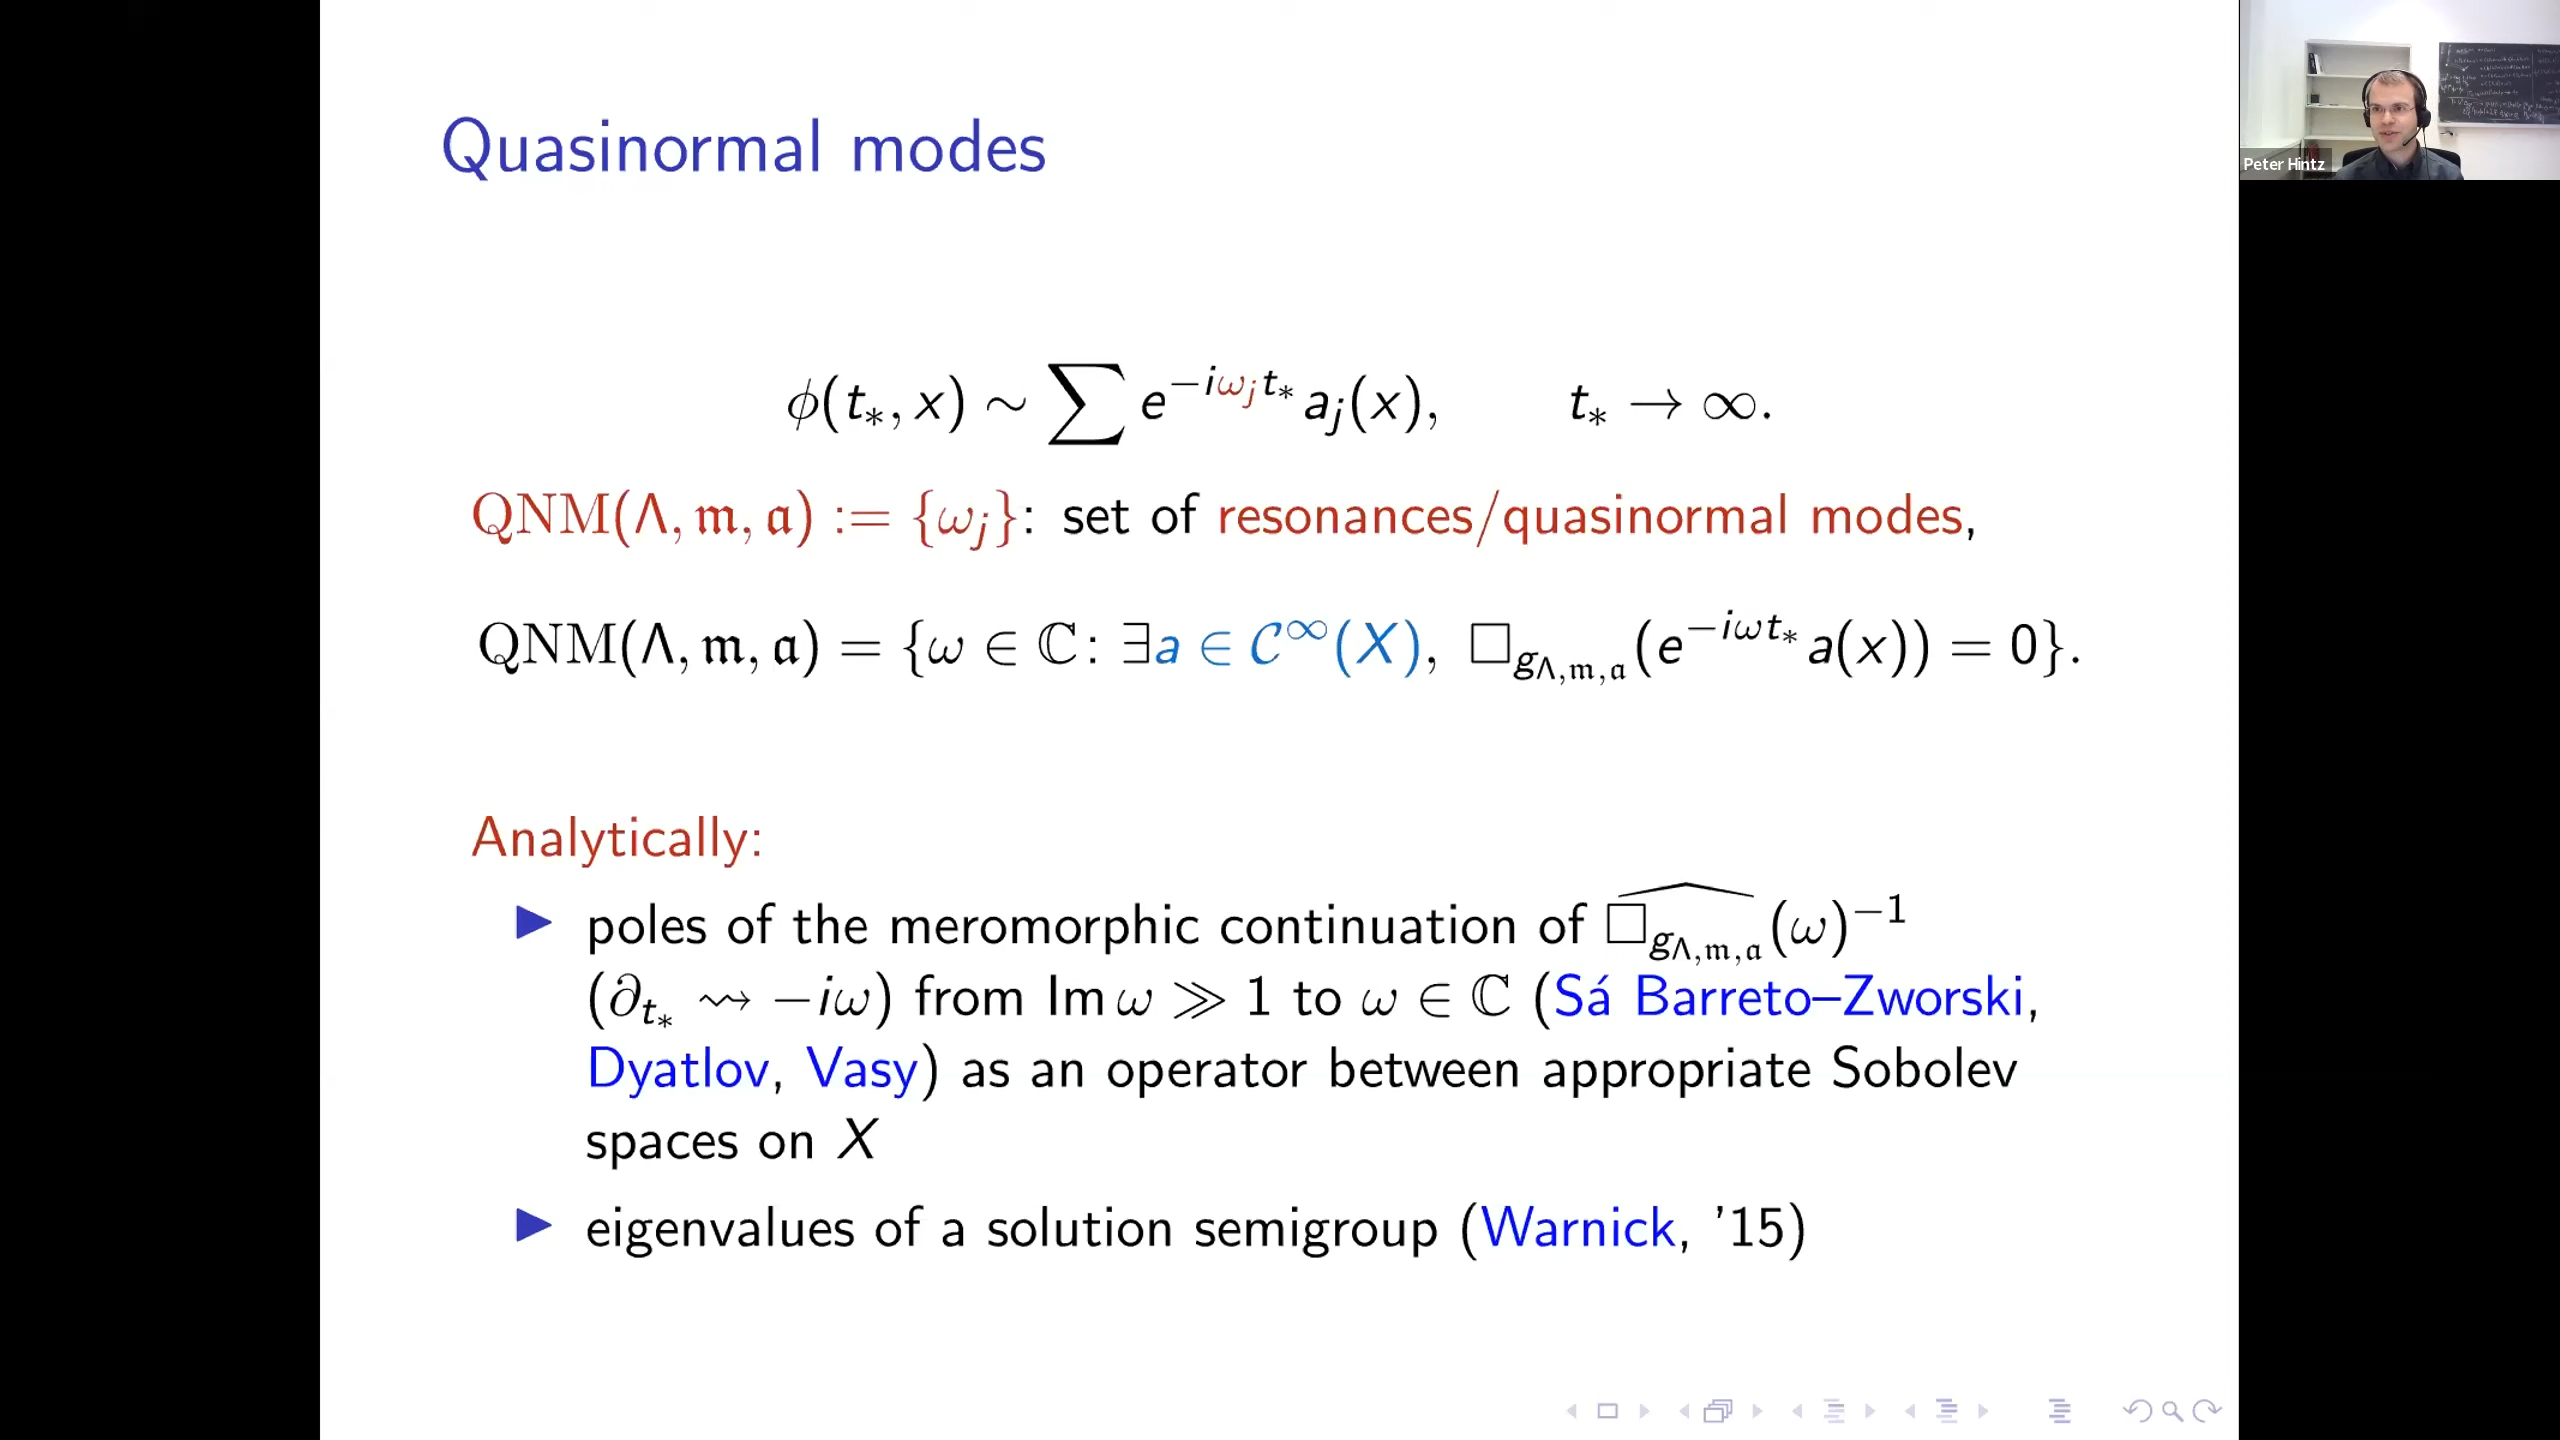 Quasinormal modes
Peter Hintz
ϕ(t∗, x) ∼ ∑ e^{−iω_j t∗} a_j(x), t∗ → ∞.
QNM(Λ, 𝔪, 𝔞) := {ω_j}: set of resonances/quasinormal modes,
QNM(Λ, 𝔪, 𝔞) = {ω ∈ ℂ: ∃a ∈ 𝒞^∞(X), □_{g_{Λ,𝔪,𝔞}}(e^{−iωt∗} a(x)) = 0}.
Analytically:
▶ poles of the meromorphic continuation of \widehat{□_{g_{Λ,𝔪,𝔞}}}(ω)^{−1}
(∂_{t∗} ⇝ −iω) from Im ω ≫ 1 to ω ∈ ℂ (Sá Barreto–Zworski,
Dyatlov, Vasy) as an operator between appropriate Sobolev
spaces on X
▶ eigenvalues of a solution semigroup (Warnick, ’15)